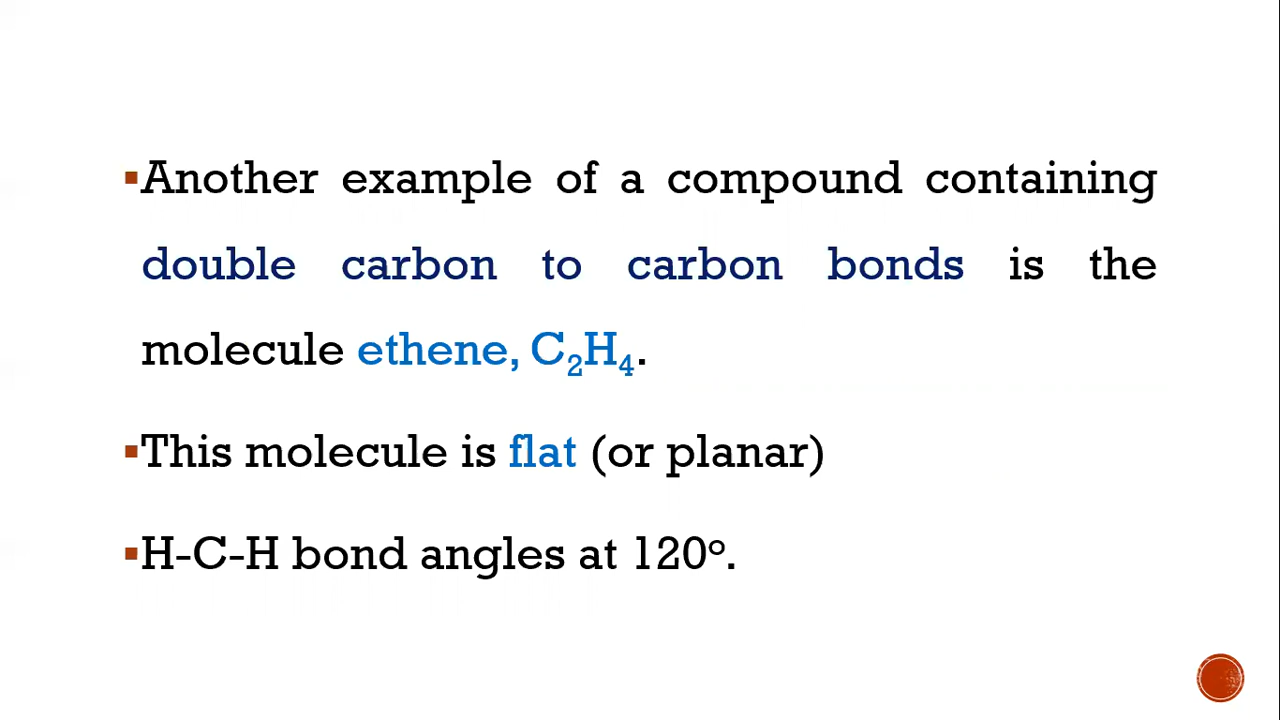 ▪Another example of a compound containing
double carbon to carbon bonds is the
molecule ethene, C₂H₄.
▪This molecule is flat (or planar)
▪H-C-H bond angles at 120º.